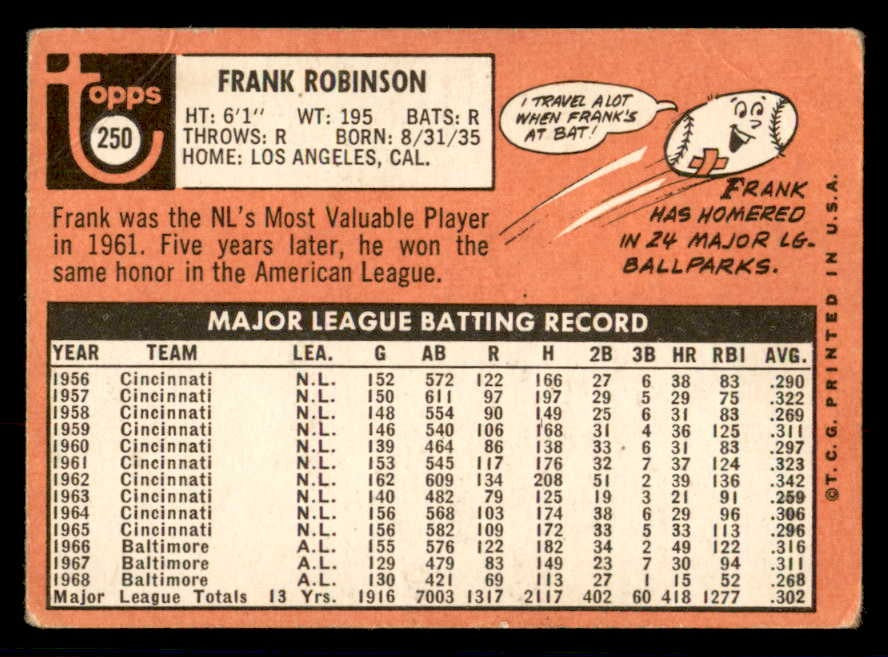 Topps
250
FRANK ROBINSON
HT: 6'1" WT: 195 BATS: R
THROWS: R BORN: 8/31/35
HOME: LOS ANGELES, CAL.
I TRAVEL A LOT
WHEN FRANK'S
AT BAT!
FRANK
HAS HOMERED
IN 24 MAJOR LG.
BALLPARKS.
Frank was the NL's Most Valuable Player
in 1961. Five years later, he won the
same honor in the American League.
MAJOR LEAGUE BATTING RECORD
YEAR TEAM LEA. G AB R H 2B 3B HR RBI AVG.
1956 Cincinnati N.L. 152 572 122 166 27 6 38 83 .290
1957 Cincinnati N.L. 150 611 97 197 29 5 29 75 .322
1958 Cincinnati N.L. 148 554 90 149 25 6 31 83 .269
1959 Cincinnati N.L. 146 540 106 168 31 4 36 125 .311
1960 Cincinnati N.L. 139 464 86 138 33 6 31 83 .297
1961 Cincinnati N.L. 153 545 117 176 32 7 37 124 .323
1962 Cincinnati N.L. 162 609 134 208 51 2 39 136 .342
1963 Cincinnati N.L. 140 482 79 125 19 3 21 91 .259
1964 Cincinnati N.L. 156 568 103 174 38 6 29 96 .306
1965 Cincinnati N.L. 156 582 109 172 33 5 33 113 .296
1966 Baltimore A.L. 155 576 122 182 34 2 49 122 .316
1967 Baltimore A.L. 129 479 83 149 23 7 30 94 .311
1968 Baltimore A.L. 130 421 69 113 27 1 15 52 .268
Major League Totals 13 Yrs. 1916 7003 1317 2117 402 60 418 1277 .302
©T.C.G. PRINTED IN U.S.A.